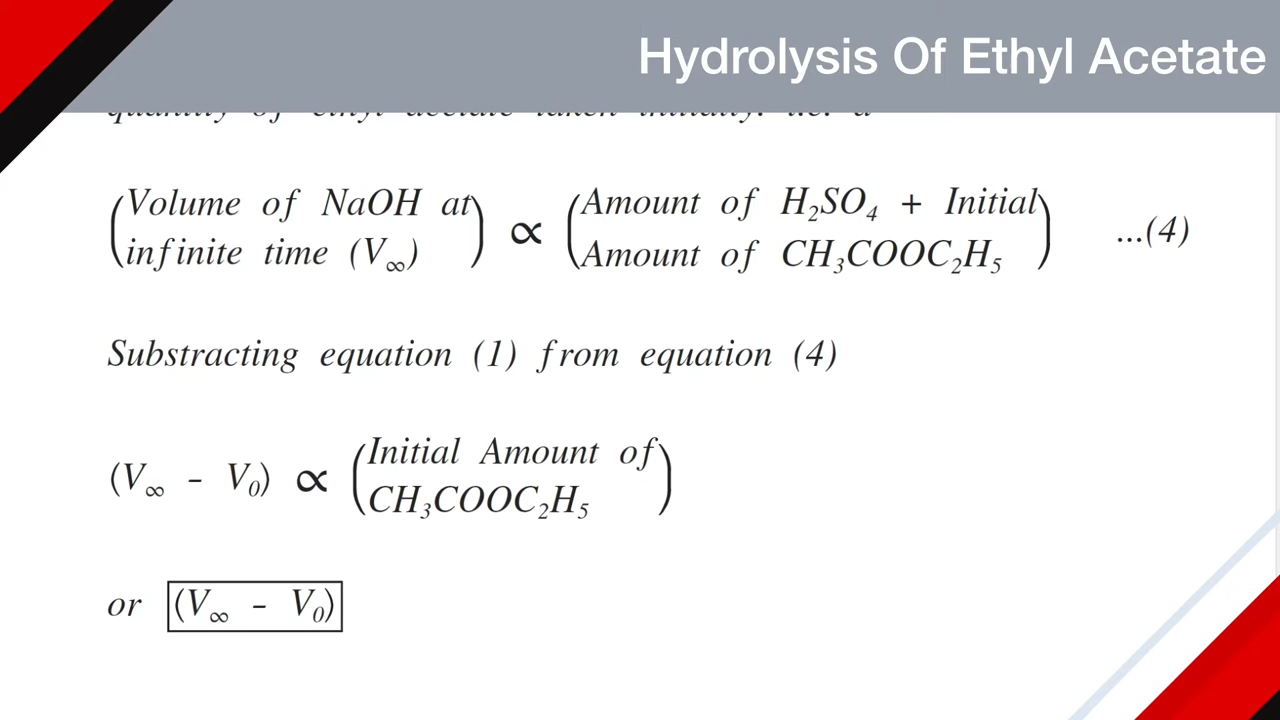 Hydrolysis Of Ethyl Acetate
quantity of ethyl acetate taken initially. i.e. a
(Volume of NaOH at infinite time (V∞)) ∝ (Amount of H₂SO₄ + Initial Amount of CH₃COOC₂H₅) ...(4)
Substracting equation (1) from equation (4)
(V∞ - V₀) ∝ (Initial Amount of CH₃COOC₂H₅)
or (V∞ - V₀)